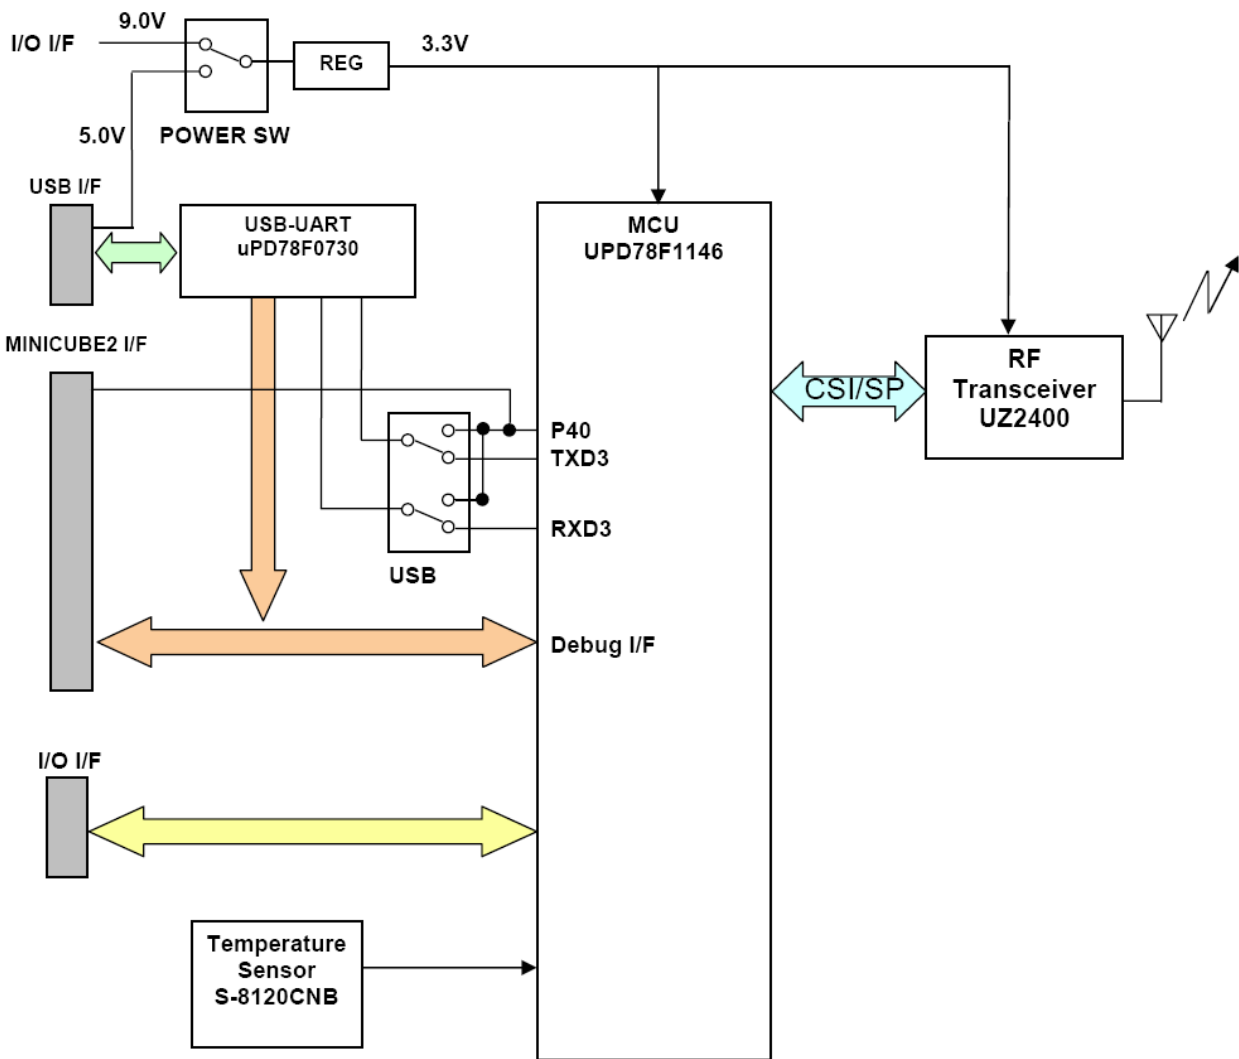 9.0V
I/O I/F
REG
3.3V
5.0V
POWER SW
USB I/F
USB-UART
uPD78F0730
MCU
UPD78F1146
MINICUBE2 I/F
RF
Transceiver
UZ2400
CSI/SP
P40
TXD3
RXD3
USB
Debug I/F
I/O I/F
Temperature
Sensor
S-8120CNB